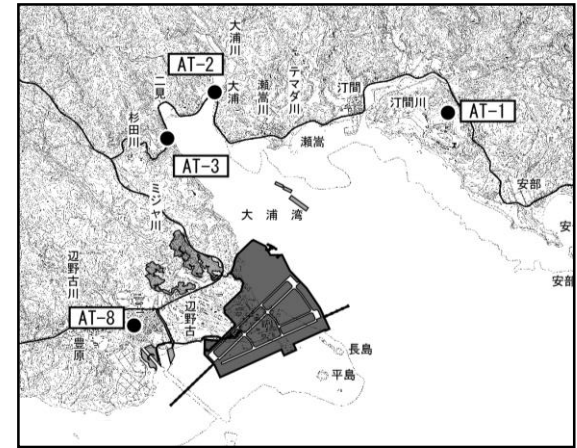 大浦川
AT-2
二見
大浦
瀬嵩川
テマダ川
汀間
汀間川
AT-1
杉田川
瀬嵩
AT-3
安部
ミジャ川
大浦湾
安
安部
辺野古川
辺野古
AT-8
豊原
長島
平島